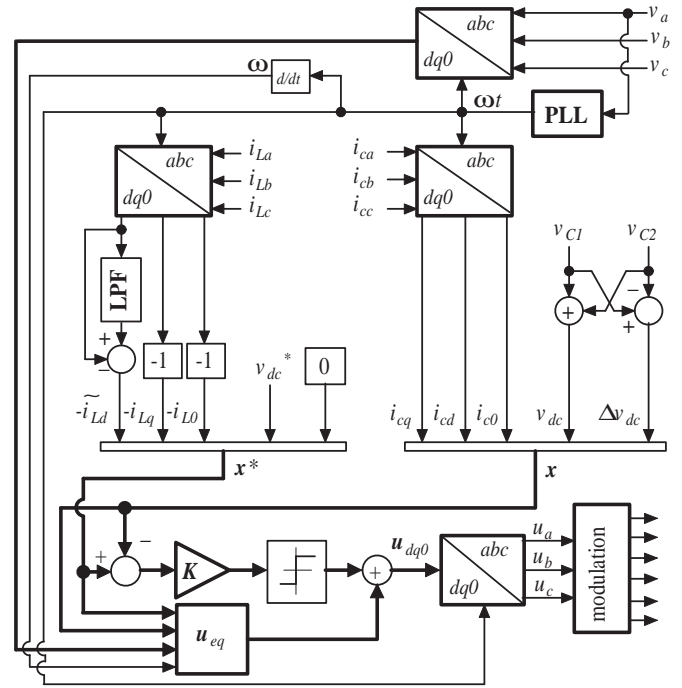 abc
dq0
v_a
v_b
v_c
ω
d/dt
ωt
PLL
abc
dq0
i_La
i_Lb
i_Lc
i_ca
i_cb
i_cc
abc
dq0
v_C1
v_C2
LPF
+
−
-1
-1
v_dc*
0
+
−
+
-ĩ_Ld
-i_Lq
-i_L0
i_cq
i_cd
i_c0
v_dc
Δv_dc
x*
x
+
−
K
+
u_dq0
abc
dq0
u_a
u_b
u_c
modulation
u_eq